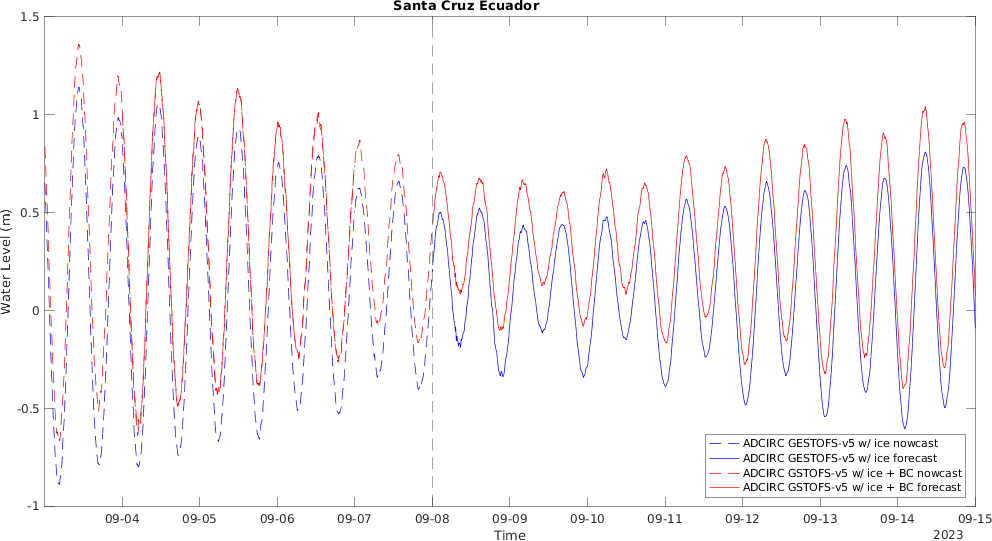 Santa Cruz Ecuador
1.5
1
0.5
0
-0.5
-1
Water Level (m)
09-04 09-05 09-06 09-07 09-08 09-09 09-10 09-11 09-12 09-13 09-14 09-15
Time
2023
ADCIRC GESTOFS-v5 w/ ice nowcast
ADCIRC GESTOFS-v5 w/ ice forecast
ADCIRC GSTOFS-v5 w/ ice + BC nowcast
ADCIRC GSTOFS-v5 w/ ice + BC forecast